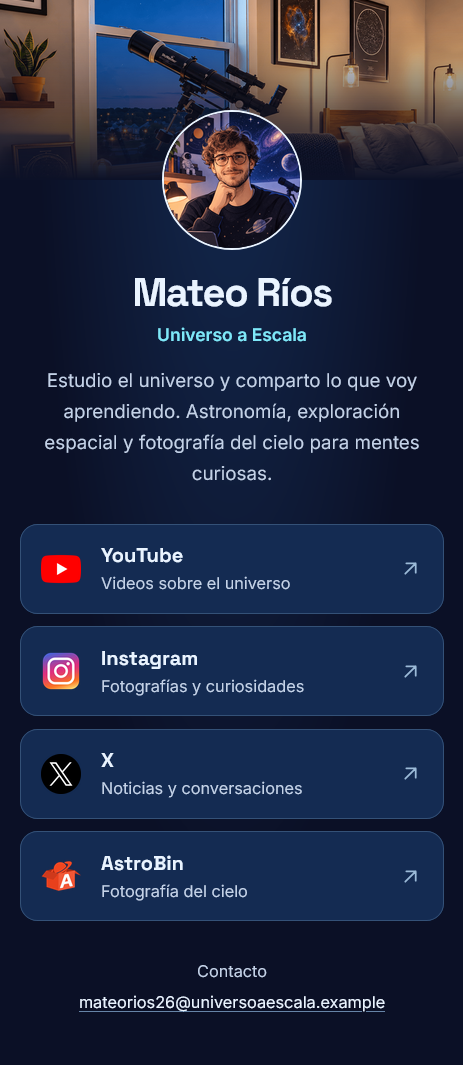 Mateo Ríos
Universo a Escala
Estudio el universo y comparto lo que voy
aprendiendo. Astronomía, exploración
espacial y fotografía del cielo para mentes
curiosas.
YouTube
Videos sobre el universo
Instagram
Fotografías y curiosidades
X
Noticias y conversaciones
A
AstroBin
Fotografía del cielo
Contacto
mateorios26@universoaescala.example